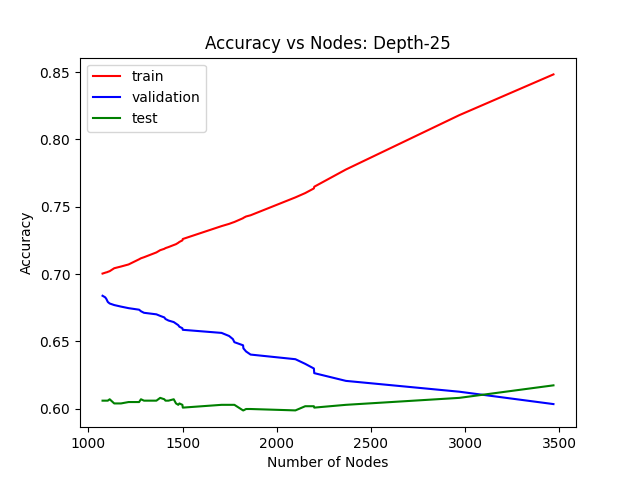 Accuracy vs Nodes: Depth-25
train
validation
test
0.85
0.80
0.75
0.70
0.65
0.60
Accuracy
1000 1500 2000 2500 3000 3500
Number of Nodes